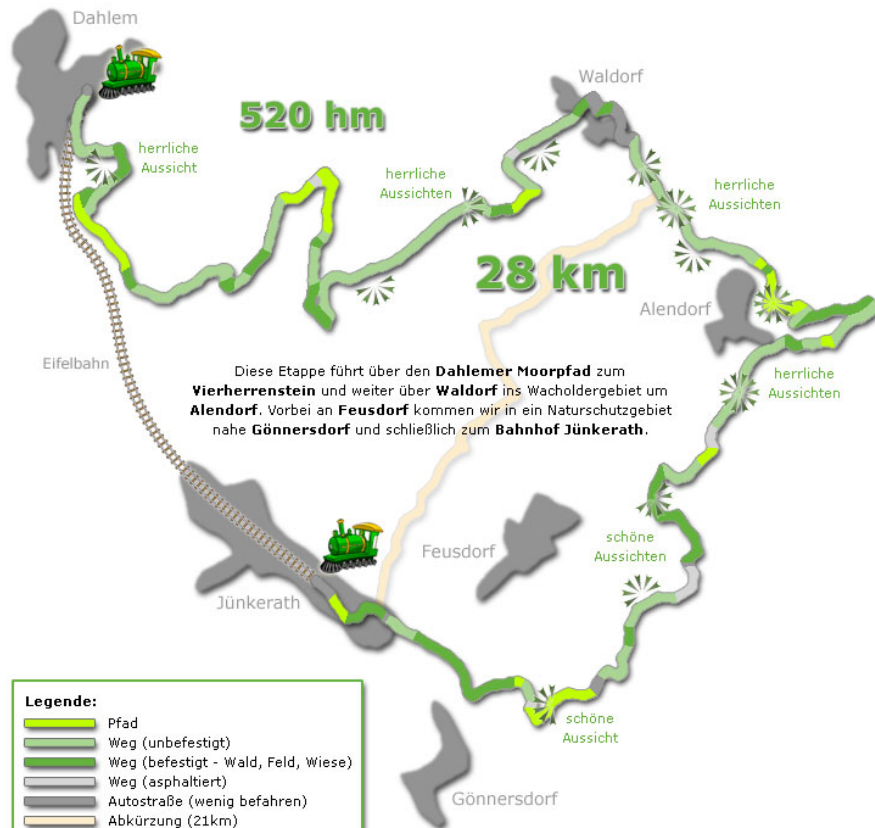 Dahlem
520 hm
Waldorf
herrliche
Aussicht
herrliche
Aussichten
herrliche
Aussichten
28 km
Alendorf
Eifelbahn
Diese Etappe führt über den Dahlemer Moorpfad zum
Vierherrenstein und weiter über Waldorf ins Wacholdergebiet um
Alendorf. Vorbei an Feusdorf kommen wir in ein Naturschutzgebiet
nahe Gönnersdorf und schließlich zum Bahnhof Jünkerath.
herrliche
Aussichten
schöne
Aussichten
Feusdorf
Jünkerath
schöne
Aussicht
Gönnersdorf
Legende:
Pfad
Weg (unbefestigt)
Weg (befestigt - Wald, Feld, Wiese)
Weg (asphaltiert)
Autostraße (wenig befahren)
Abkürzung (21km)